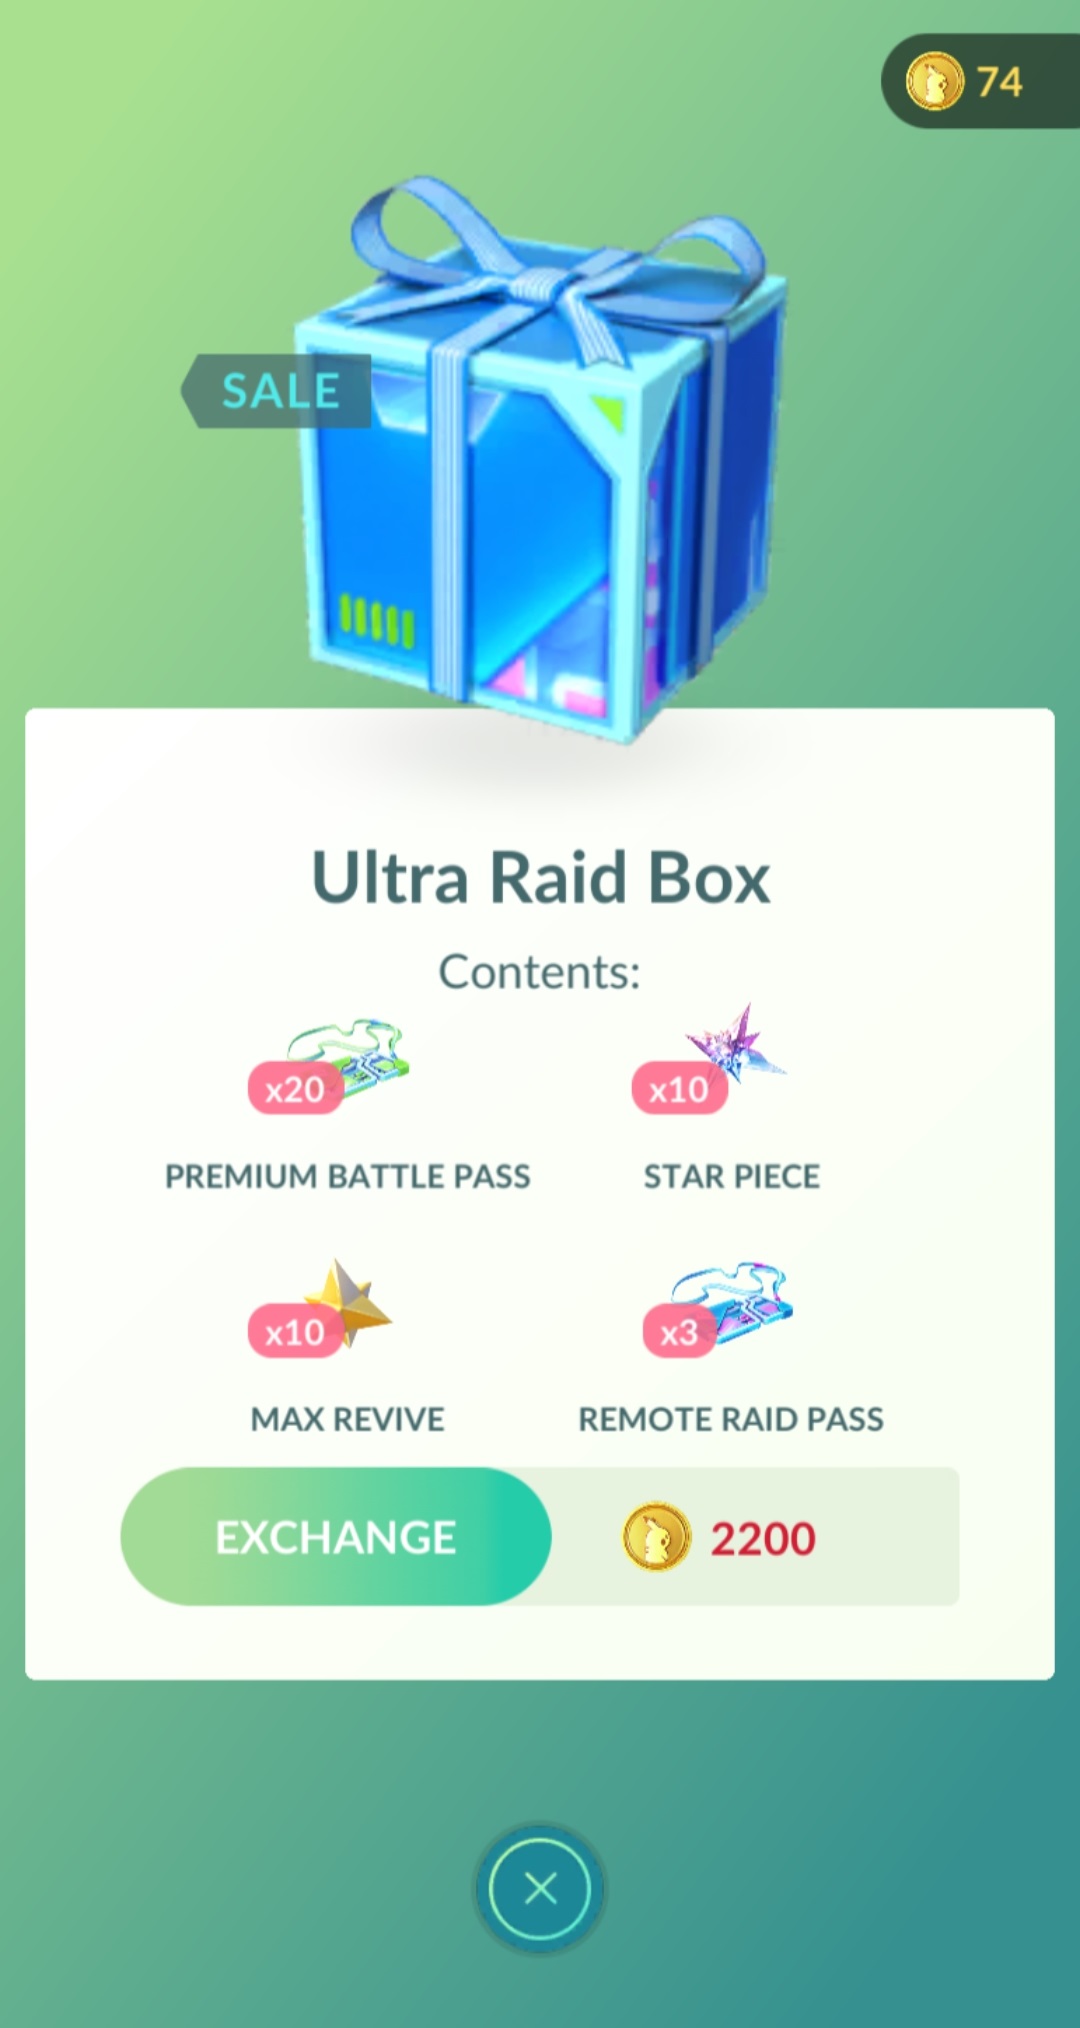 74
SALE
Ultra Raid Box
Contents:
x20
x10
PREMIUM BATTLE PASS
STAR PIECE
x10
x3
MAX REVIVE
REMOTE RAID PASS
EXCHANGE
2200